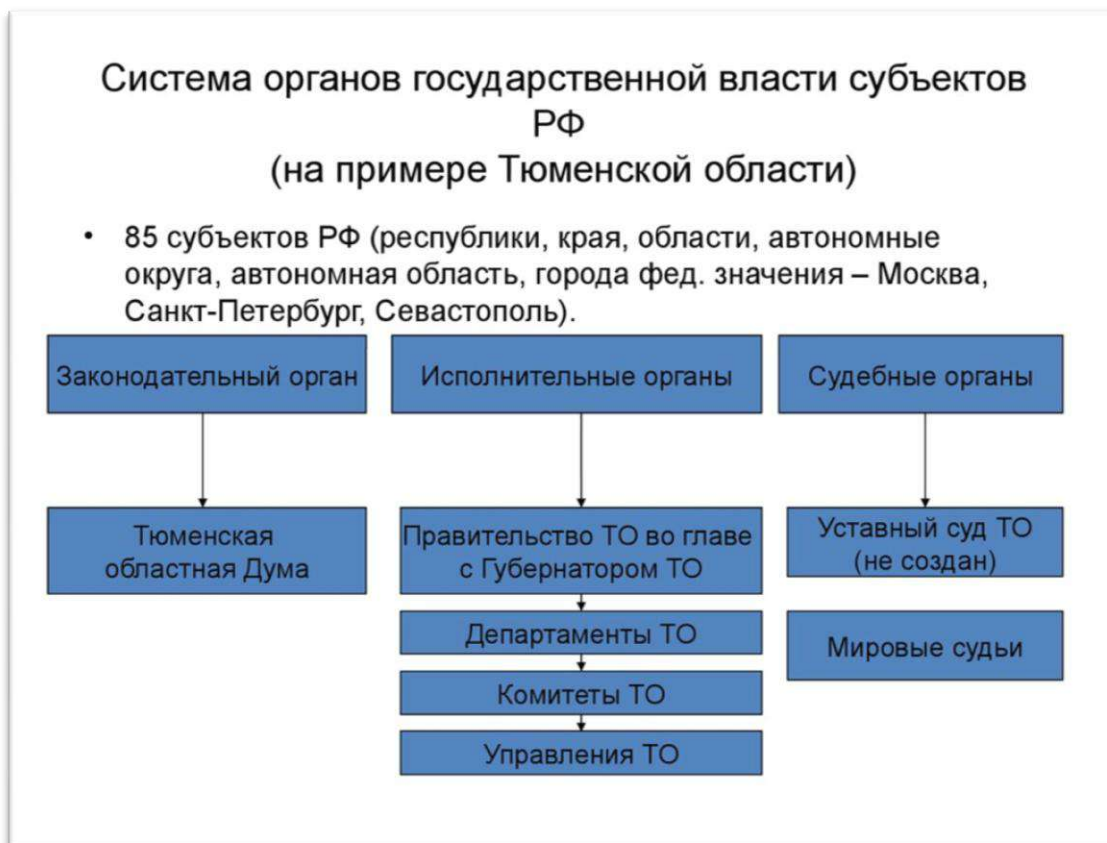 Система органов государственной власти субъектов
РФ
(на примере Тюменской области)
• 85 субъектов РФ (республики, края, области, автономные
округа, автономная область, города фед. значения – Москва,
Санкт-Петербург, Севастополь).
Законодательный орган
Исполнительные органы
Судебные органы
Тюменская
областная Дума
Правительство ТО во главе
с Губернатором ТО
Уставный суд ТО
(не создан)
Департаменты ТО
Мировые судьи
Комитеты ТО
Управления ТО